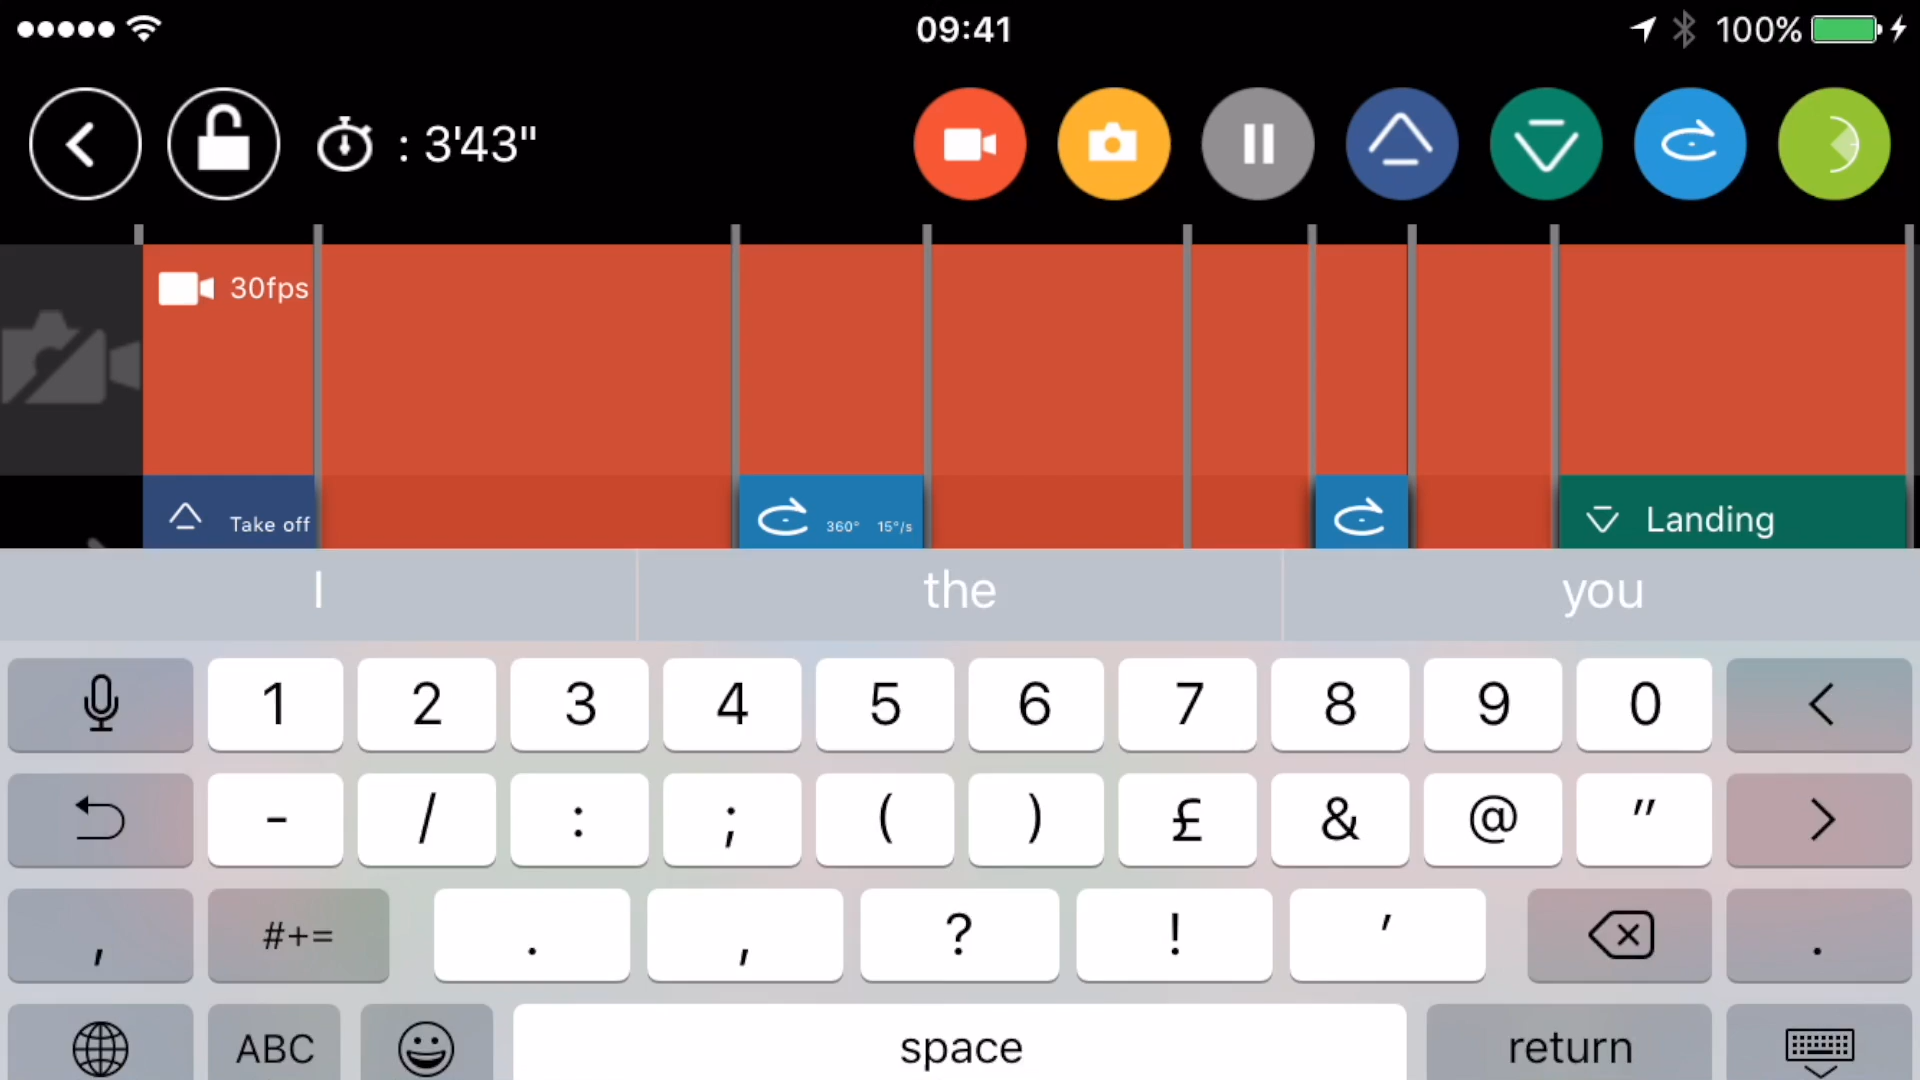 09:41
100%
: 3'43"
30fps
Take off
360° 15°/s
Landing
I the you
1 2 3 4 5 6 7 8 9 0 <
- / : ; ( ) £ & @ " >
, #+= . , ? ! ' .
ABC space return